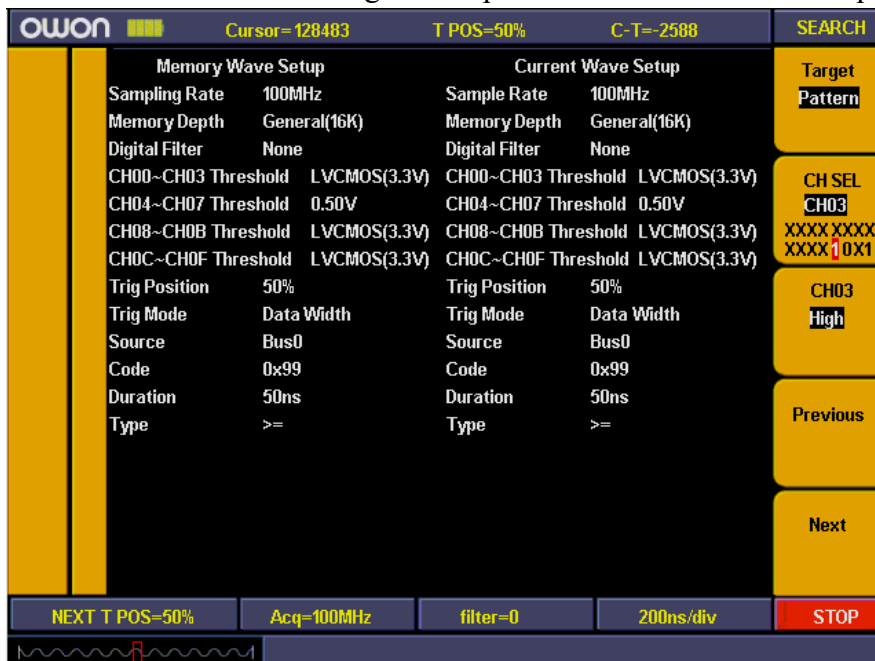 owon Cursor=128483 T POS=50% C-T=-2588 SEARCH
Memory Wave Setup Current Wave Setup
Sampling Rate 100MHz Sample Rate 100MHz
Memory Depth General(16K) Memory Depth General(16K)
Digital Filter None Digital Filter None
CH00~CH03 Threshold LVCMOS(3.3V) CH00~CH03 Threshold LVCMOS(3.3V)
CH04~CH07 Threshold 0.50V CH04~CH07 Threshold 0.50V
CH08~CH0B Threshold LVCMOS(3.3V) CH08~CH0B Threshold LVCMOS(3.3V)
CH0C~CH0F Threshold LVCMOS(3.3V) CH0C~CH0F Threshold LVCMOS(3.3V)
Trig Position 50% Trig Position 50%
Trig Mode Data Width Trig Mode Data Width
Source Bus0 Source Bus0
Code 0x99 Code 0x99
Duration 50ns Duration 50ns
Type >= Type >=
Target
Pattern
CH SEL
CH03
XXXX XXXX
XXXX 1 0X1
CH03
High
Previous
Next
NEXT T POS=50% Acq=100MHz filter=0 200ns/div STOP